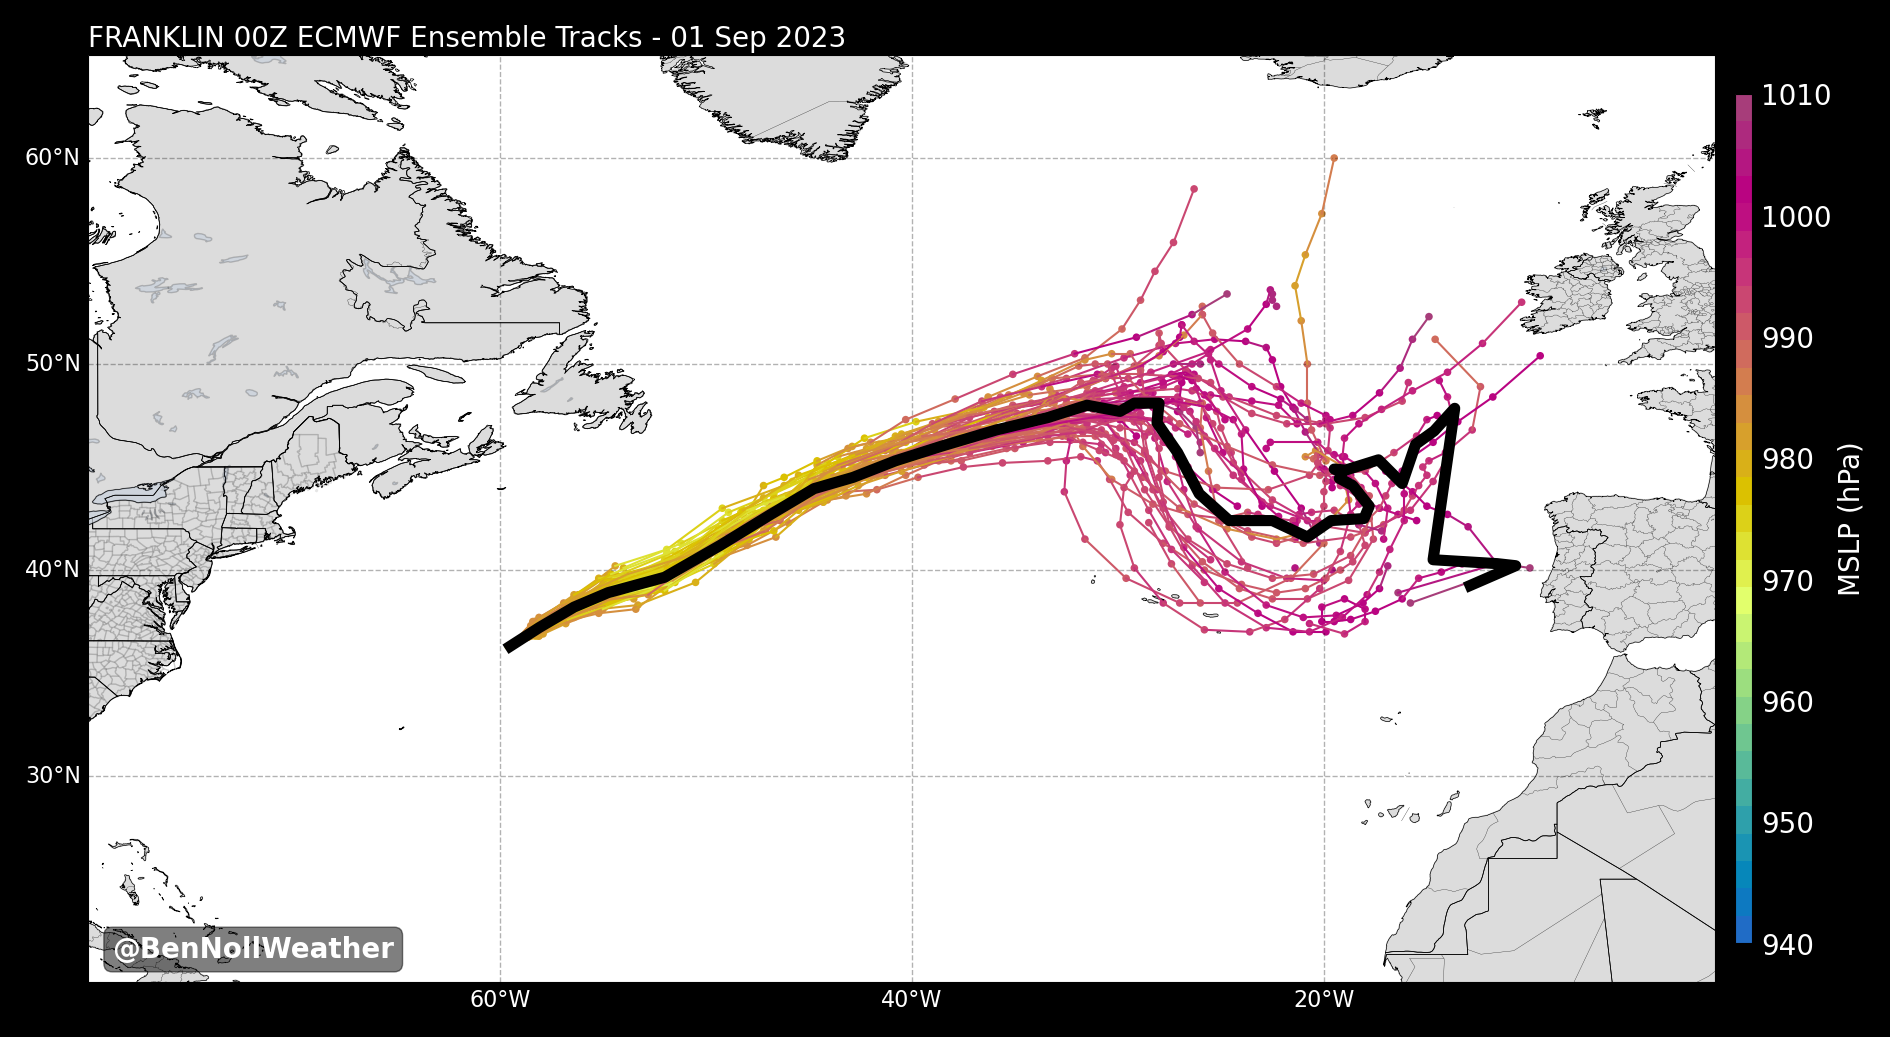 FRANKLIN 00Z ECMWF Ensemble Tracks - 01 Sep 2023
60°N
50°N
40°N
30°N
60°W
40°W
20°W
1010
1000
990
980
970
960
950
940
MSLP (hPa)
@BenNollWeather